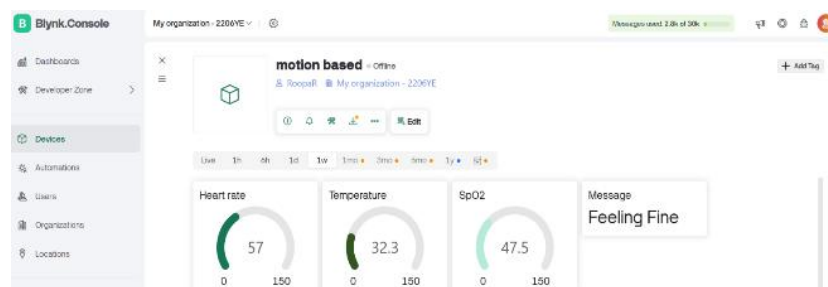 B Blynk.Console
My organization - 2206YE
Messages used: 2.8k of 30k
Dashboards
Developer Zone
Devices
Automations
Users
Organizations
Locations
motion based
Offline
RoopaR My organization - 2206YE
Edit
+ Add Tag
Live 1h 6h 1d 1w 1mo 3mo 6mo 1y
Heart rate
57
0 150
Temperature
32.3
0 150
SpO2
47.5
0 150
Message
Feeling Fine